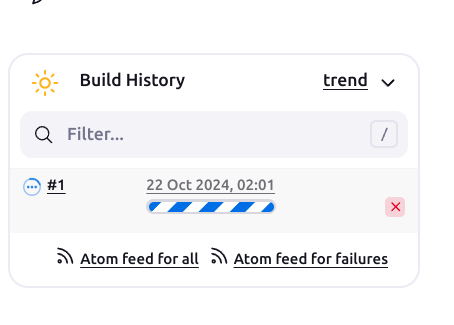 Build History
trend
Filter...
/
#1
22 Oct 2024, 02:01
Atom feed for all
Atom feed for failures